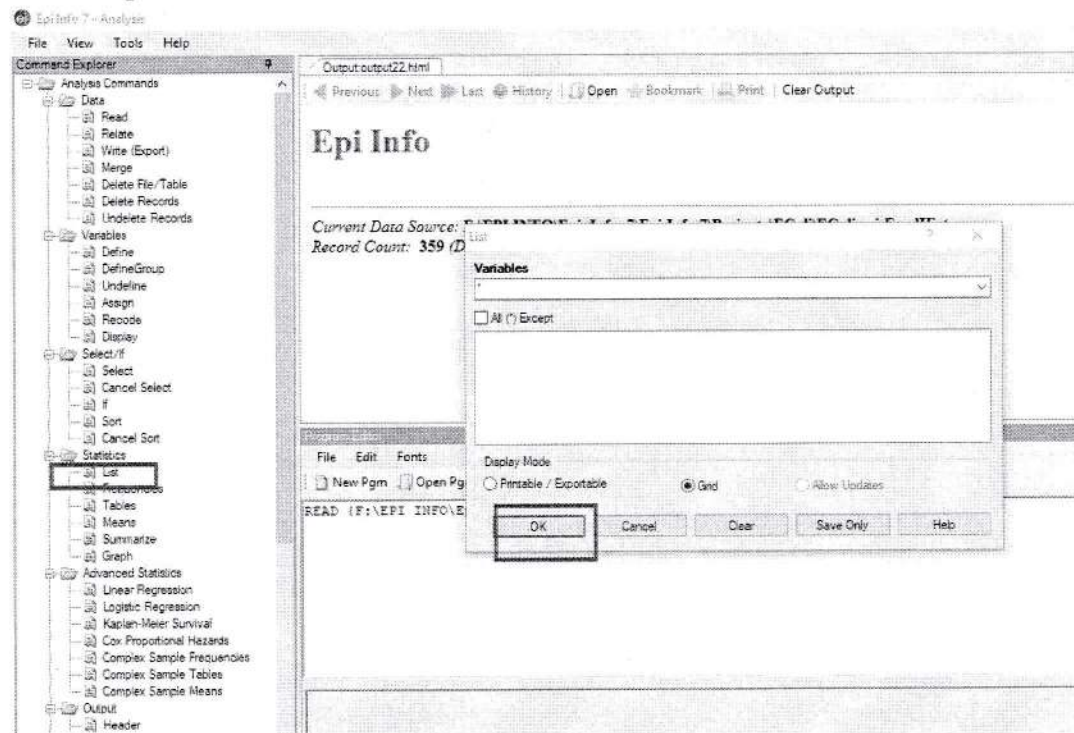 Epi Info 7 - Analysis
File View Tools Help
Command Explorer
Analysis Commands
Data
Read
Relate
Write (Export)
Merge
Delete File/Table
Delete Records
Undelete Records
Variables
Define
DefineGroup
Undefine
Assign
Recode
Display
Select/If
Select
Cancel Select
If
Sort
Cancel Sort
Statistics
List
Frequencies
Tables
Means
Summarize
Graph
Advanced Statistics
Linear Regression
Logistic Regression
Kaplan-Meier Survival
Cox Proportional Hazards
Complex Sample Frequencies
Complex Sample Tables
Complex Sample Means
Output
Header
Output:output22.html
Previous Next Last History Open Bookmark Print Clear Output
Epi Info
Current Data Source:
Record Count: 359 (D
List
Variables
*
All (*) Except
Display Mode
Printable / Exportable Grid Allow Updates
OK Cancel Clear Save Only Help
Program Editor
File Edit Fonts
New Pgm Open Pg
READ {F:\EPI INFO\E